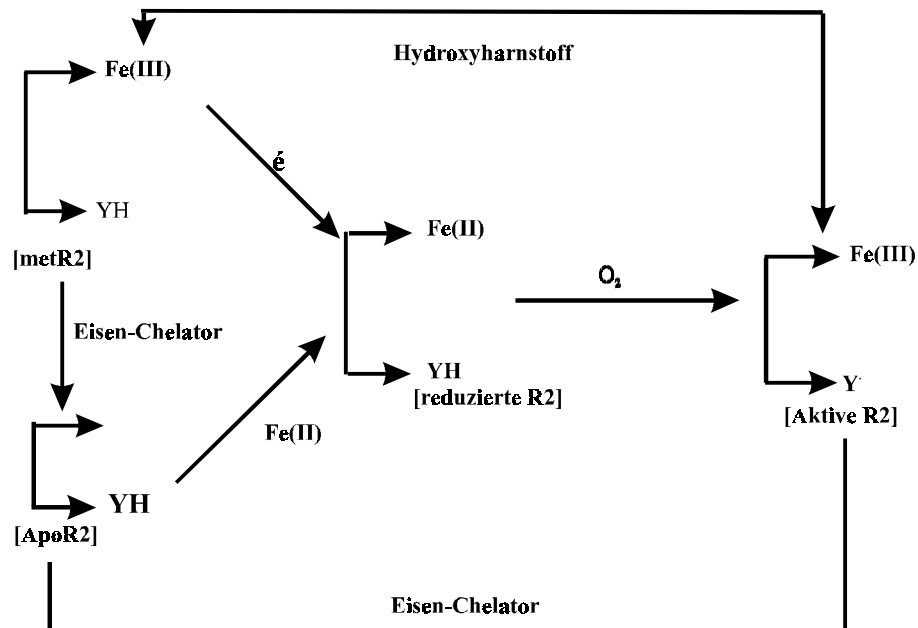 Hydroxyharnstoff
Fe(III)
é
YH
[metR2]
Fe(II)
Fe(III)
O₂
Eisen-Chelator
YH
[reduzierte R2]
Y·
[Aktive R2]
Fe(II)
YH
[ApoR2]
Eisen-Chelator